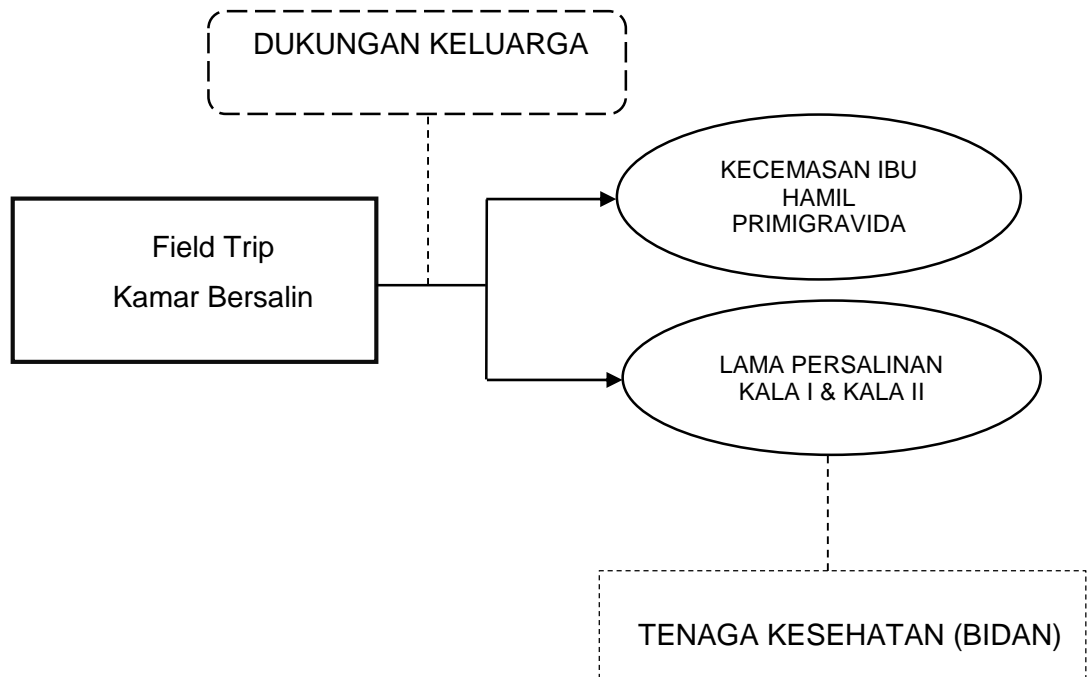 DUKUNGAN KELUARGA
Field Trip
Kamar Bersalin
KECEMASAN IBU
HAMIL
PRIMIGRAVIDA
LAMA PERSALINAN
KALA I & KALA II
TENAGA KESEHATAN (BIDAN)